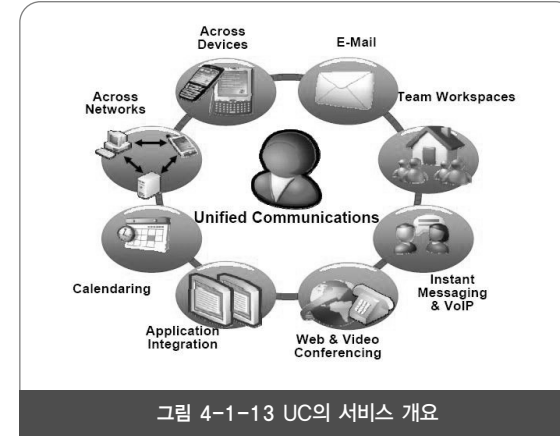 Across
Devices
E-Mail
Across
Networks
Team Workspaces
Unified Communications
Calendaring
Instant
Messaging
& VoIP
Application
Integration
Web & Video
Conferencing
그림 4-1-13 UC의 서비스 개요